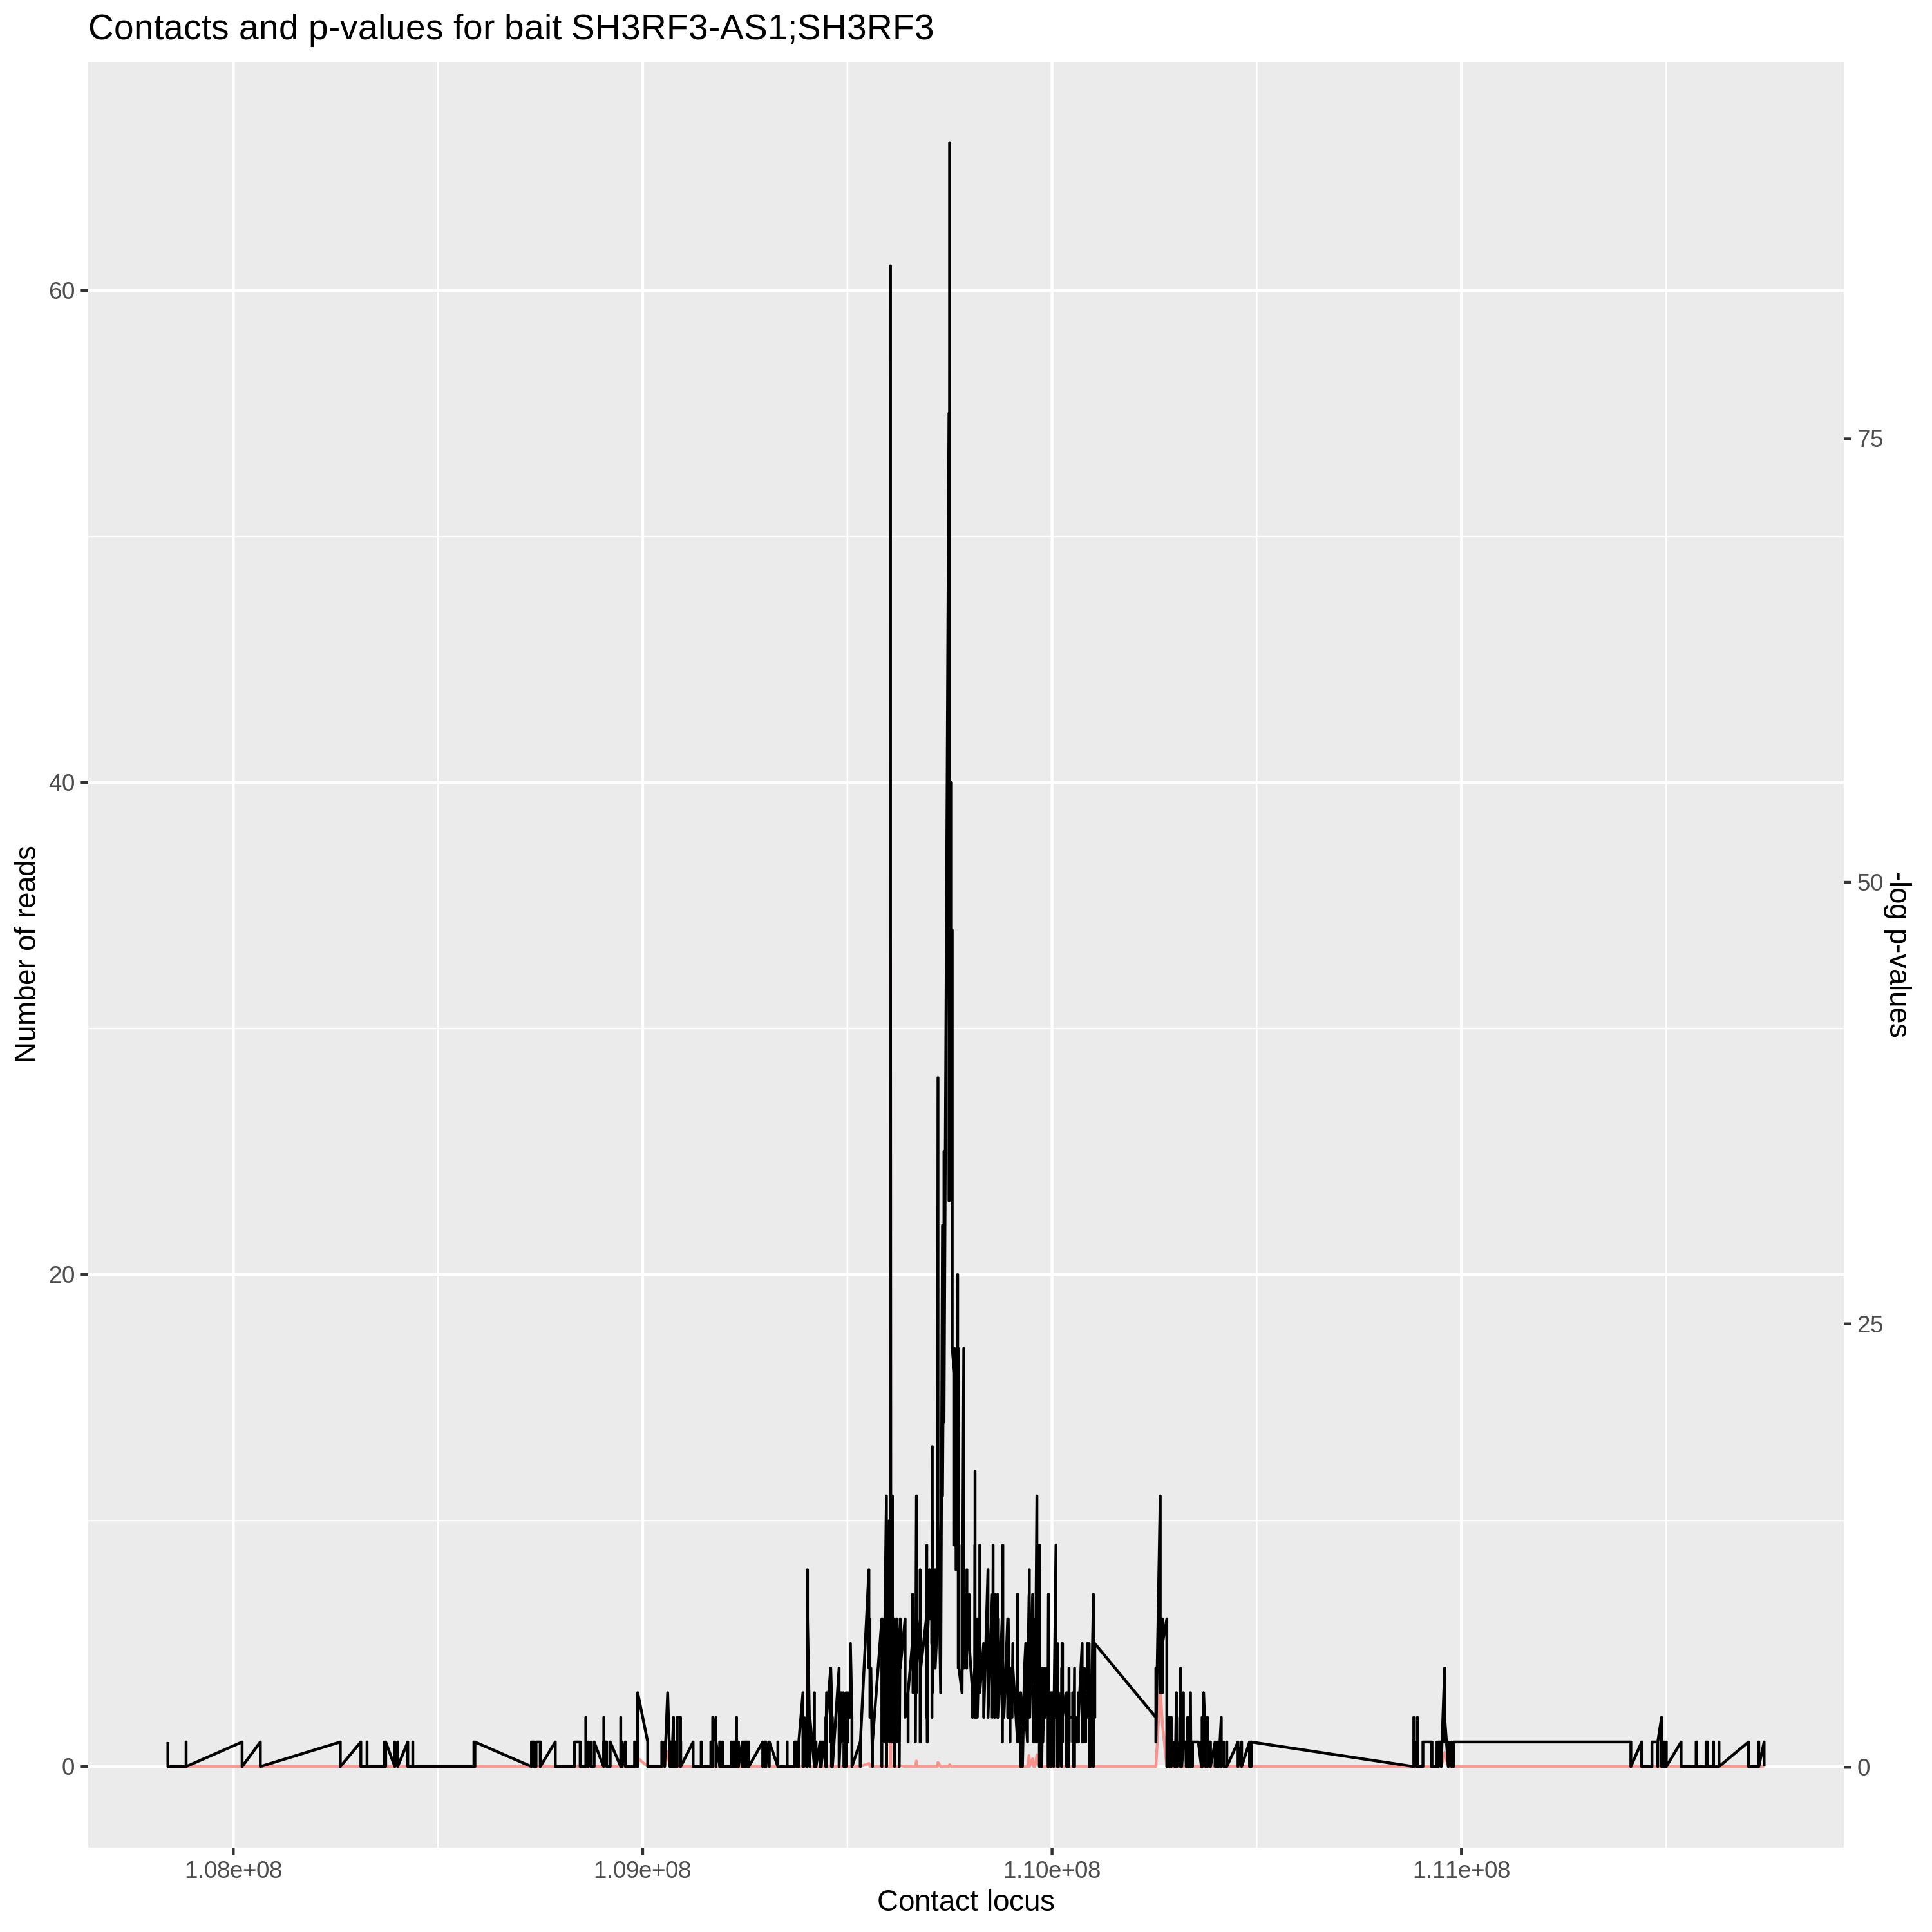 Contacts and p-values for bait SH3RF3-AS1;SH3RF3
60
40
20
0
Number of reads
75
50
25
0
-log p-values
1.08e+08
1.09e+08
1.10e+08
1.11e+08
Contact locus